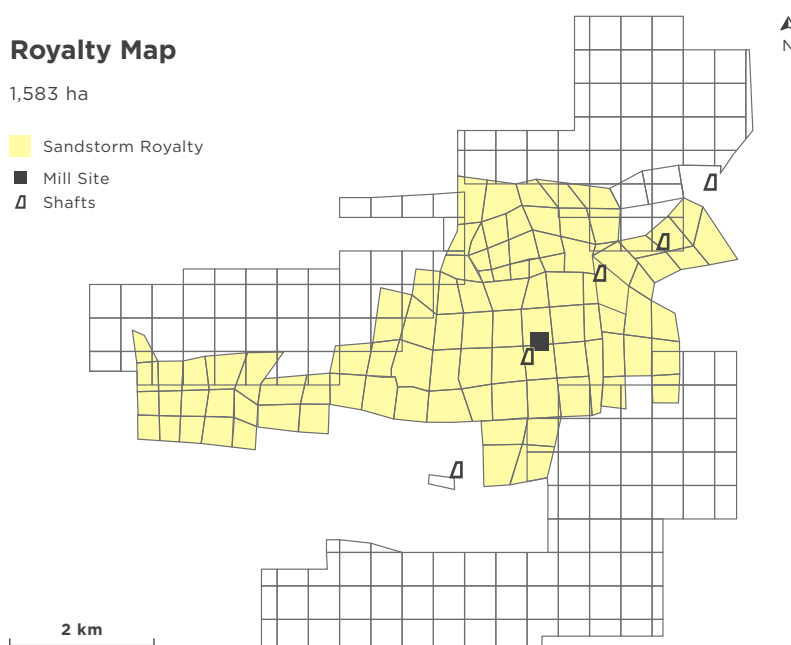 Royalty Map
1,583 ha
Sandstorm Royalty
Mill Site
Shafts
N
2 km